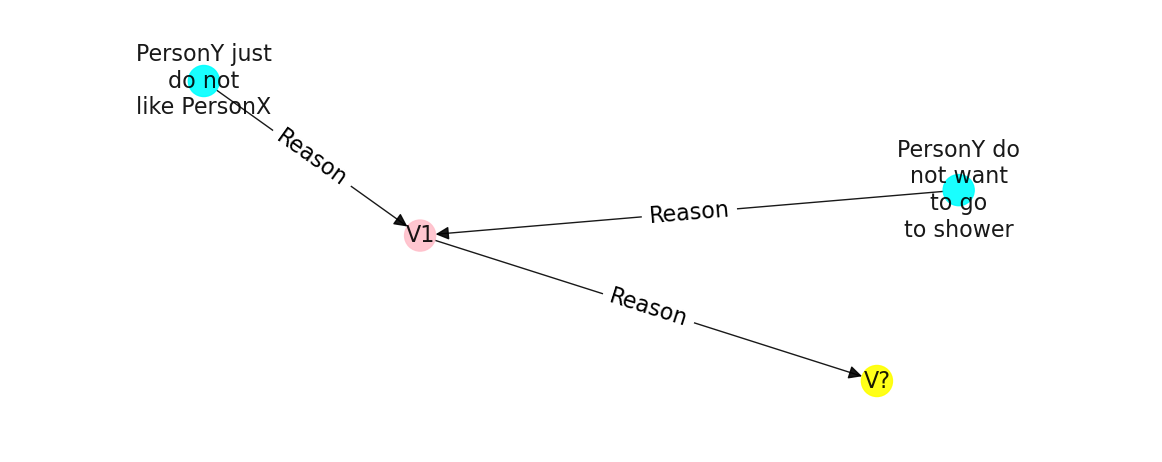 PersonY just
do not
like PersonX
Reason
PersonY do
not want
to go
to shower
Reason
V1
Reason
V?